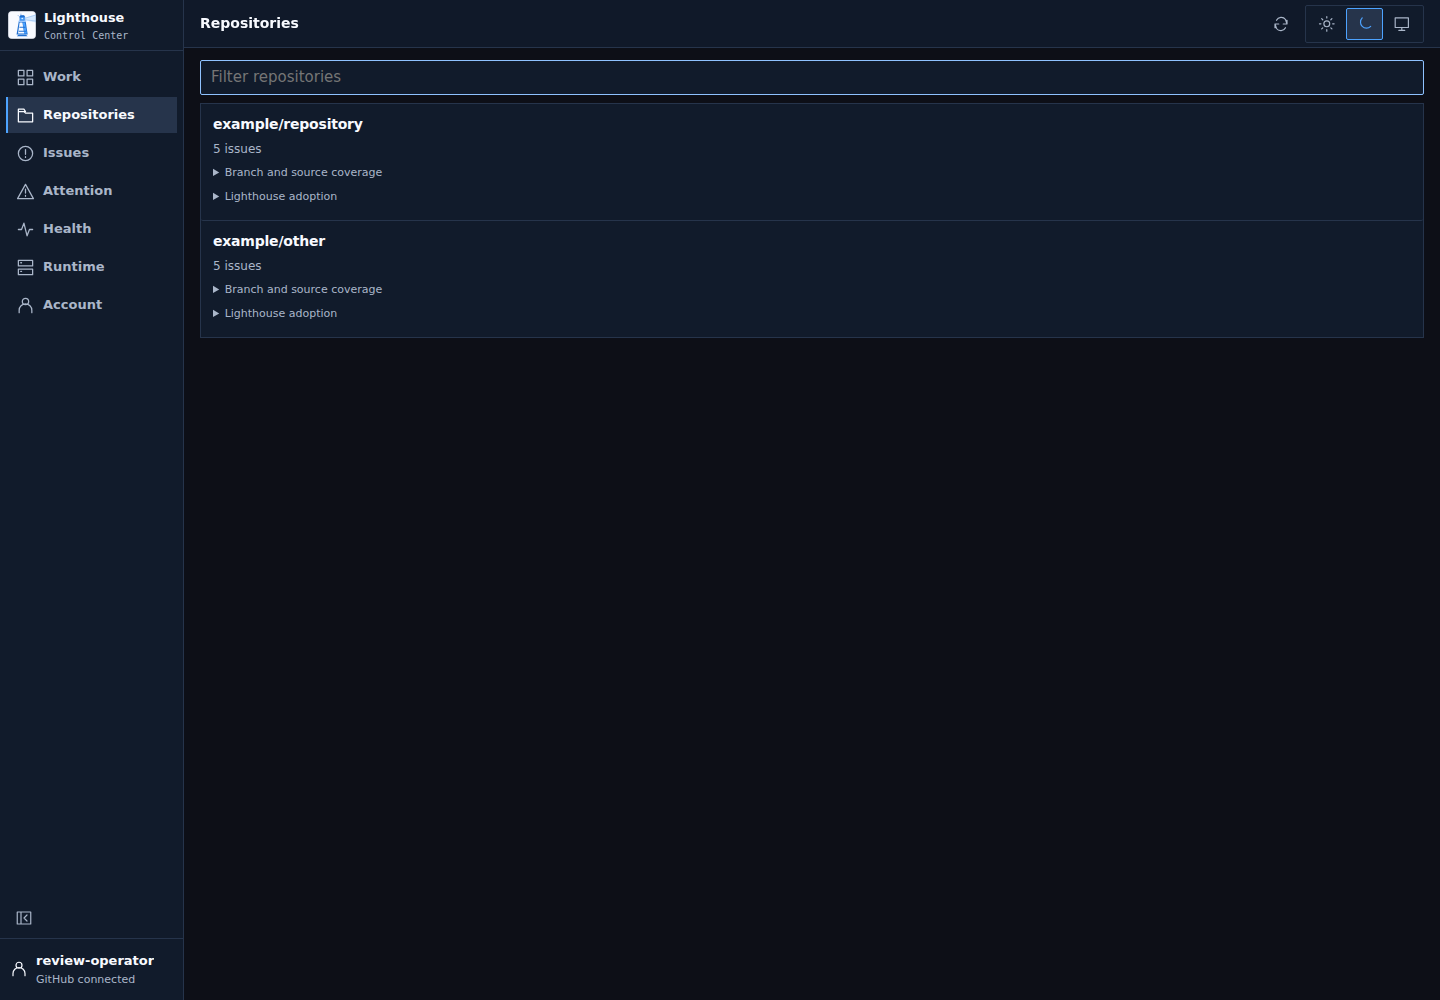 Lighthouse
Control Center
Work
Repositories
Issues
Attention
Health
Runtime
Account
review-operator
GitHub connected
Repositories
Filter repositories
example/repository
5 issues
Branch and source coverage
Lighthouse adoption
example/other
5 issues
Branch and source coverage
Lighthouse adoption